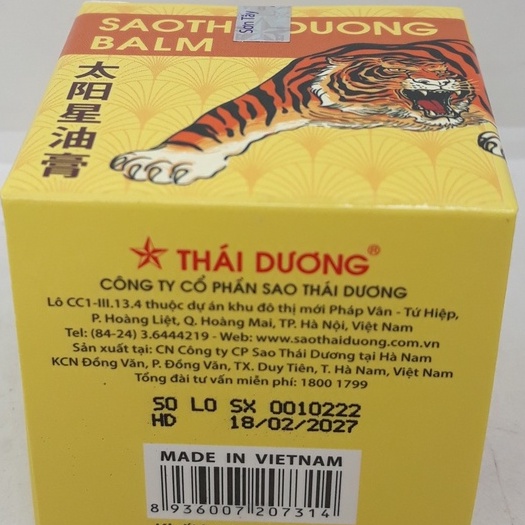 SAOTH DUONG
BALM
Sơn Tây
太阳星油膏
THÁI DƯƠNG®
CÔNG TY CỔ PHẦN SAO THÁI DƯƠNG
Lô CC1-III.13.4 thuộc dự án khu đô thị mới Pháp Vân - Tứ Hiệp,
P. Hoàng Liệt, Q. Hoàng Mai, TP. Hà Nội, Việt Nam
Tel: (84-24) 3.6444219 - Web: www.saothaiduong.com.vn
Sản xuất tại: CN Công ty CP Sao Thái Dương tại Hà Nam
KCN Đồng Văn, P. Đồng Văn, TX. Duy Tiên, T. Hà Nam, Việt Nam
Tổng đài tư vấn miễn phí: 1800 1799
SO LO SX 0010222
HD 18/02/2027
MADE IN VIETNAM
8 936007 207314